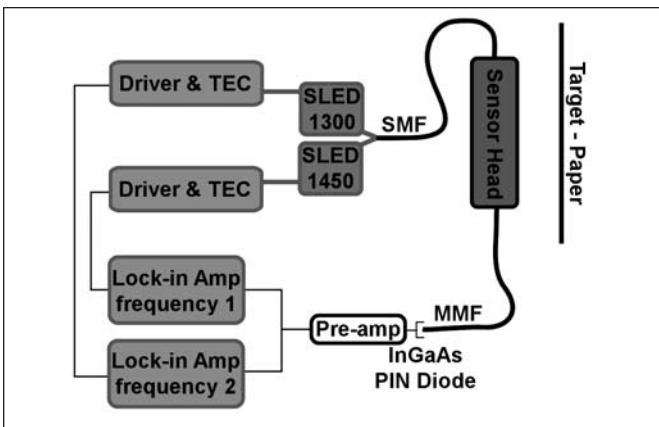 Driver & TEC
SLED
1300
SMF
Driver & TEC
SLED
1450
Sensor Head
Target - Paper
Lock-in Amp
frequency 1
Lock-in Amp
frequency 2
Pre-amp
MMF
InGaAs
PIN Diode